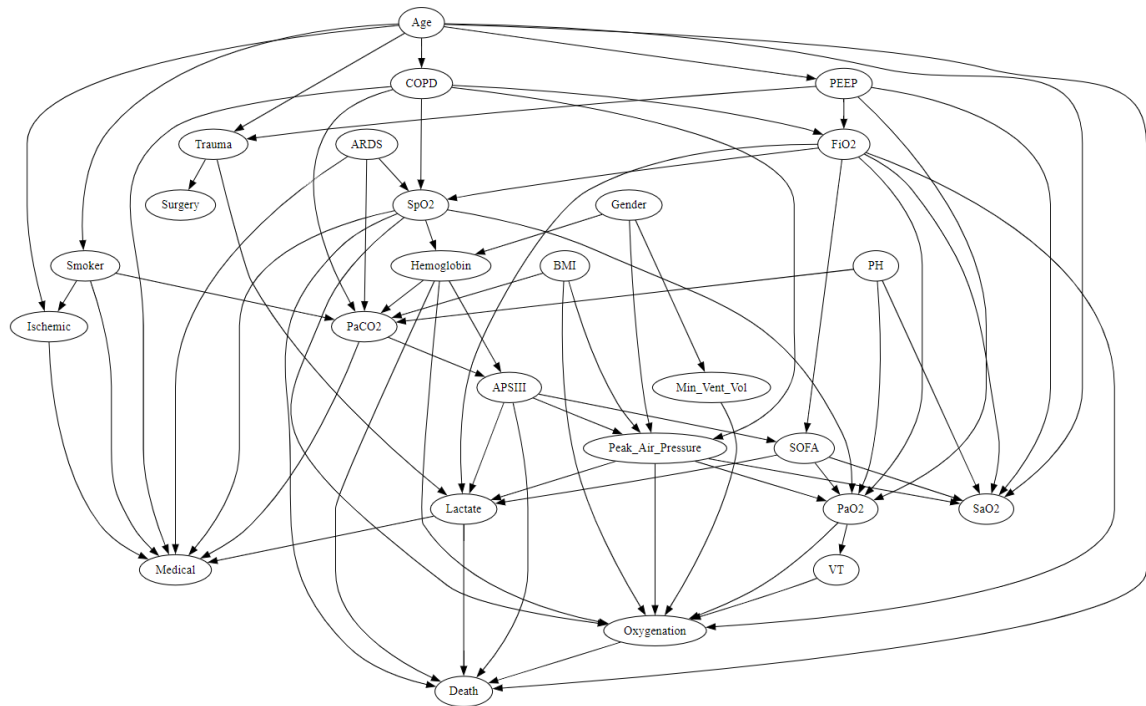 Age
COPD
PEEP
Trauma
ARDS
FiO2
Surgery
SpO2
Gender
Smoker
Hemoglobin
BMI
PH
Ischemic
PaCO2
APSIII
Min_Vent_Vol
Peak_Air_Pressure
SOFA
Lactate
PaO2
SaO2
Medical
VT
Oxygenation
Death